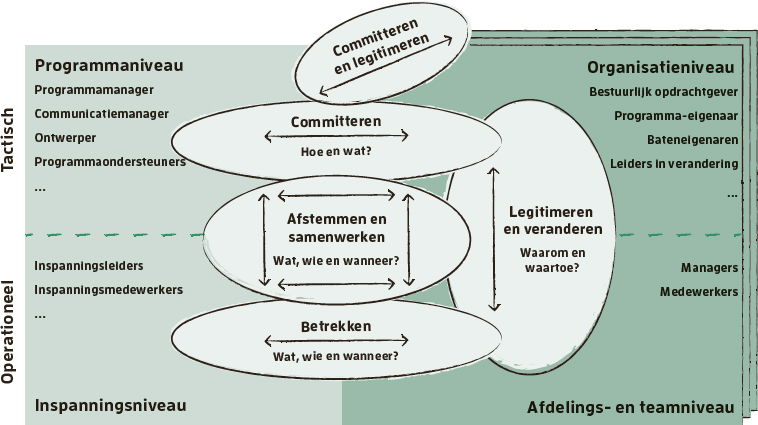 Committeren
en legitimeren
Programmaniveau
Programmamanager
Communicatiemanager
Ontwerper
Programmaondersteuners
...
Organisatieniveau
Bestuurlijk opdrachtgever
Programma-eigenaar
Bateneigenaren
Leiders in verandering
...
Tactisch
Committeren
Hoe en wat?
Afstemmen en
samenwerken
Wat, wie en wanneer?
Legitimeren
en veranderen
Waarom en
waartoe?
Operationeel
Inspanningsleiders
Inspanningsmedewerkers
...
Managers
Medewerkers
Betrekken
Wat, wie en wanneer?
Inspanningsniveau
Afdelings- en teamniveau